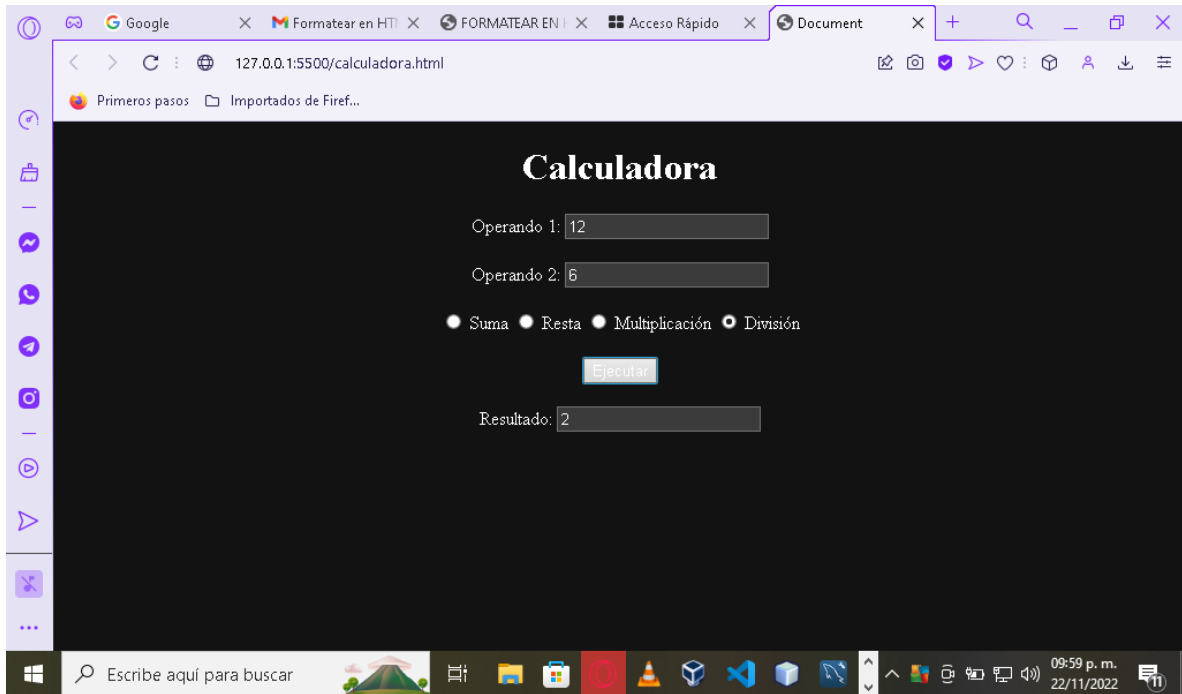 Google
Formatear en HT
FORMATEAR EN H
Acceso Rápido
Document
127.0.0.1:5500/calculadora.html
Primeros pasos
Importados de Firef...
Calculadora
Operando 1: 12
Operando 2: 6
Suma Resta Multiplicación División
Ejecutar
Resultado: 2
Escribe aquí para buscar
09:59 p. m.
22/11/2022
11